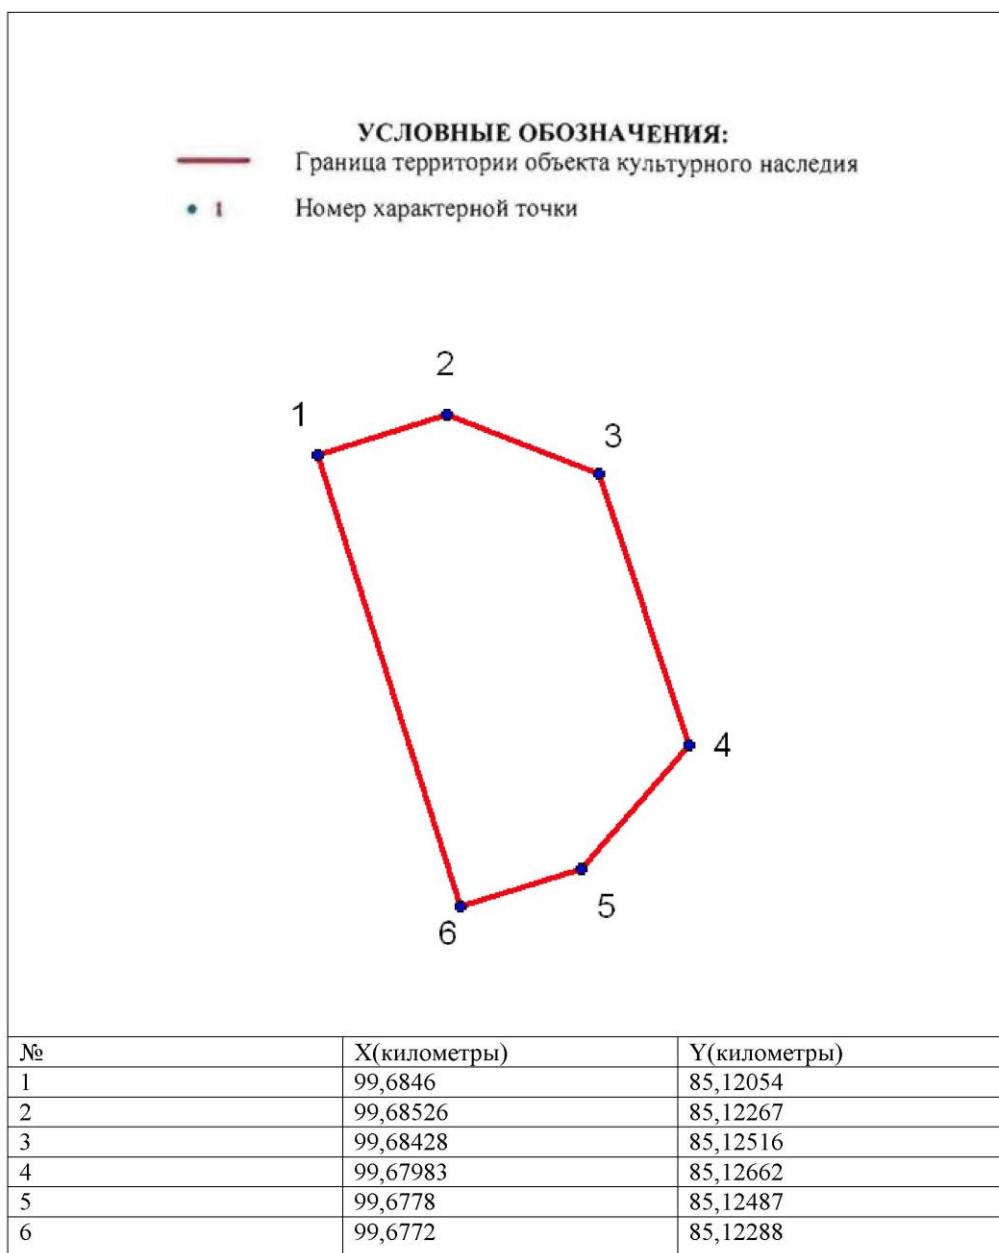 УСЛОВНЫЕ ОБОЗНАЧЕНИЯ:
Граница территории объекта культурного наследия
1 Номер характерной точки
2
1
3
4
5
6
№ X(километры) Y(километры)
1 99,6846 85,12054
2 99,68526 85,12267
3 99,68428 85,12516
4 99,67983 85,12662
5 99,6778 85,12487
6 99,6772 85,12288